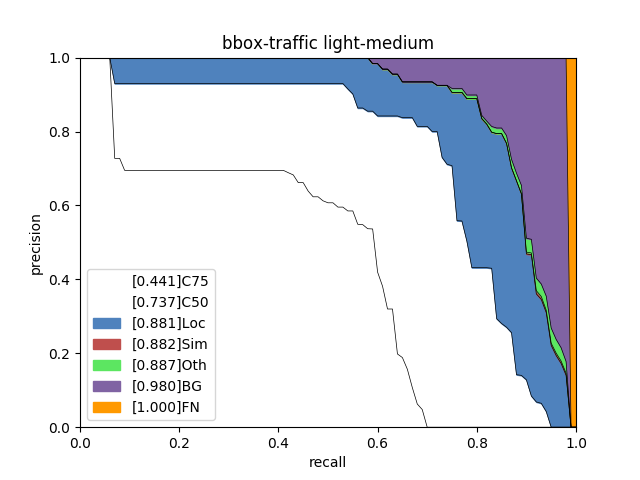 bbox-traffic light-medium
1.0
0.8
0.6
0.4
0.2
0.0
precision
[0.441]C75
[0.737]C50
[0.881]Loc
[0.882]Sim
[0.887]Oth
[0.980]BG
[1.000]FN
0.0 0.2 0.4 0.6 0.8 1.0
recall